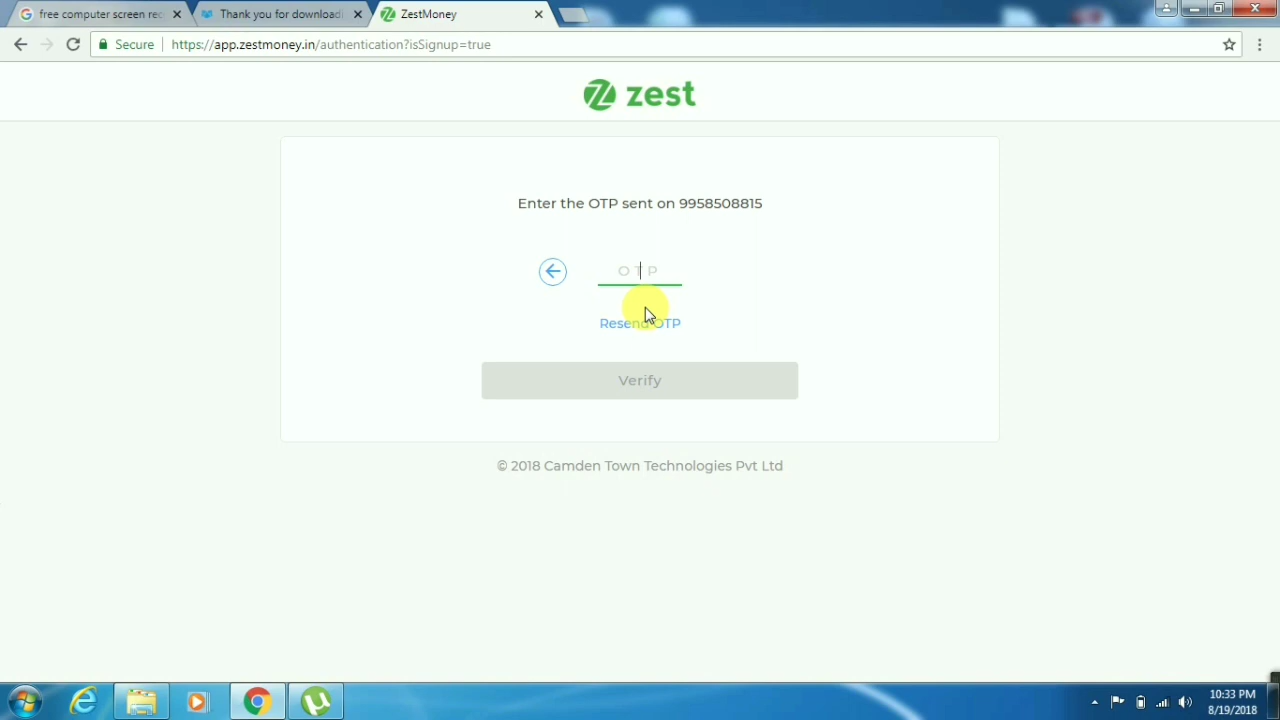 free computer screen rec
Thank you for downloadi
ZestMoney
Secure
https://app.zestmoney.in/authentication?isSignup=true
zest
Enter the OTP sent on 9958508815
OTP
Resend OTP
Verify
© 2018 Camden Town Technologies Pvt Ltd
10:33 PM
8/19/2018